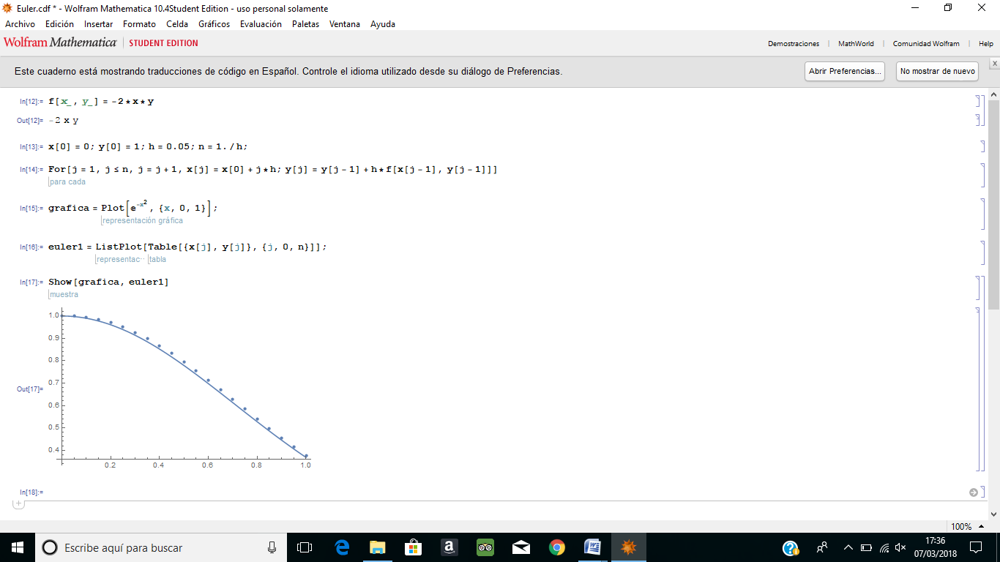 Euler.cdf * - Wolfram Mathematica 10.4Student Edition - uso personal solamente
Archivo Edición Insertar Formato Celda Gráficos Evaluación Paletas Ventana Ayuda
Wolfram Mathematica | STUDENT EDITION Demostraciones | MathWorld | Comunidad Wolfram | Help
Este cuaderno está mostrando traducciones de código en Español. Controle el idioma utilizado desde su diálogo de Preferencias. Abrir Preferencias... No mostrar de nuevo x
In[12]:= f[x_, y_] = -2*x*y
Out[12]= -2 x y
In[13]:= x[0] = 0; y[0] = 1; h = 0.05; n = 1. / h;
In[14]:= For[j = 1, j ≤ n, j = j + 1, x[j] = x[0] + j*h; y[j] = y[j - 1] + h*f[x[j - 1], y[j - 1]]]
para cada
In[15]:= grafica = Plot[e^-x^2, {x, 0, 1}];
representación gráfica
In[16]:= euler1 = ListPlot[Table[{x[j], y[j]}, {j, 0, n}]];
representac·· tabla
In[17]:= Show[grafica, euler1]
muestra
1.0
0.9
0.8
0.7
Out[17]=
0.6
0.5
0.4
0.2 0.4 0.6 0.8 1.0
In[18]:=
100%
Escribe aquí para buscar
17:36
07/03/2018